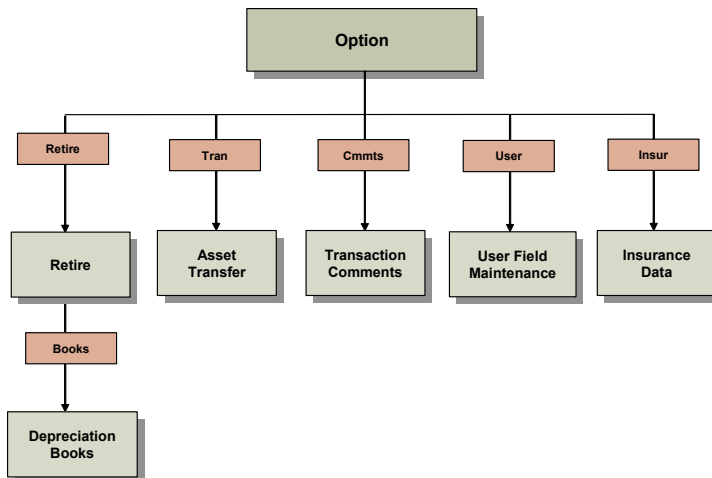 Option
Retire
Tran
Cmmts
User
Insur
Retire
Asset
Transfer
Transaction
Comments
User Field
Maintenance
Insurance
Data
Books
Depreciation
Books